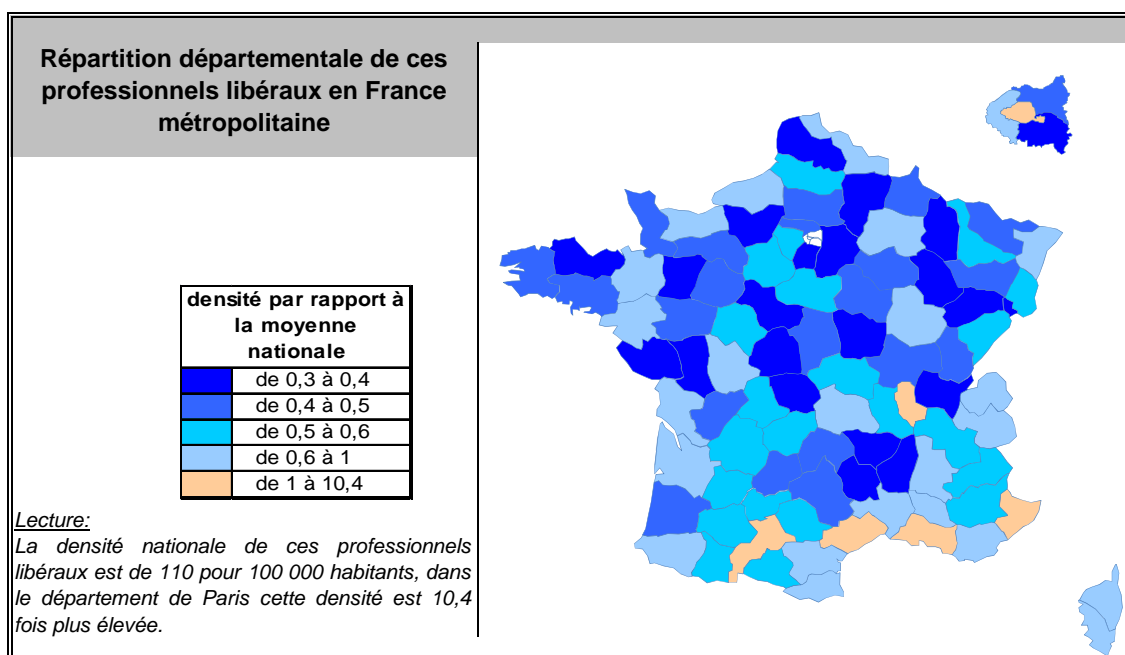 Répartition départementale de ces
professionnels libéraux en France
métropolitaine
densité par rapport à
la moyenne
nationale
de 0,3 à 0,4
de 0,4 à 0,5
de 0,5 à 0,6
de 0,6 à 1
de 1 à 10,4
Lecture:
La densité nationale de ces professionnels
libéraux est de 110 pour 100 000 habitants, dans
le département de Paris cette densité est 10,4
fois plus élevée.